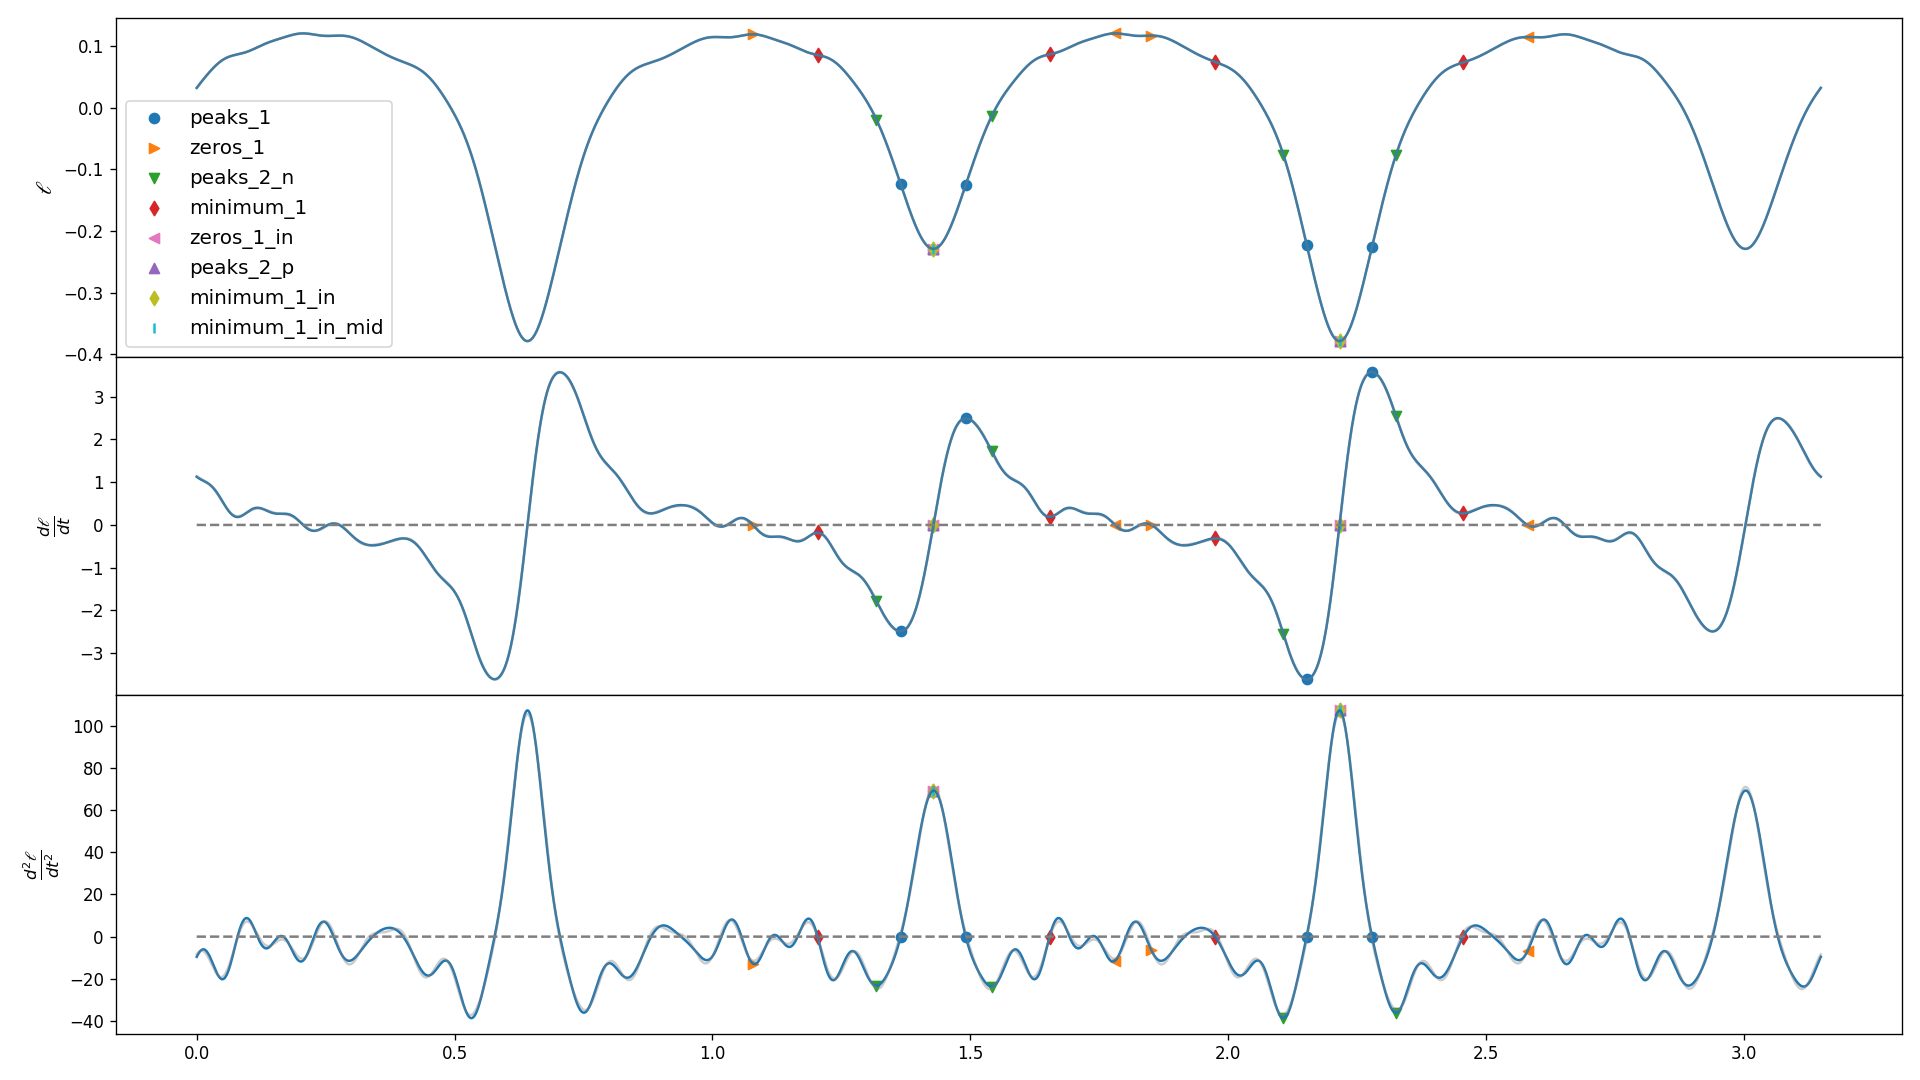 0.1
0.0
−0.1
−0.2
−0.3
−0.4
ℓ
peaks_1
zeros_1
peaks_2_n
minimum_1
zeros_1_in
peaks_2_p
minimum_1_in
minimum_1_in_mid
3
2
1
0
−1
−2
−3
dℓ
dt
100
80
60
40
20
0
−20
−40
d²ℓ
dt²
0.0 0.5 1.0 1.5 2.0 2.5 3.0